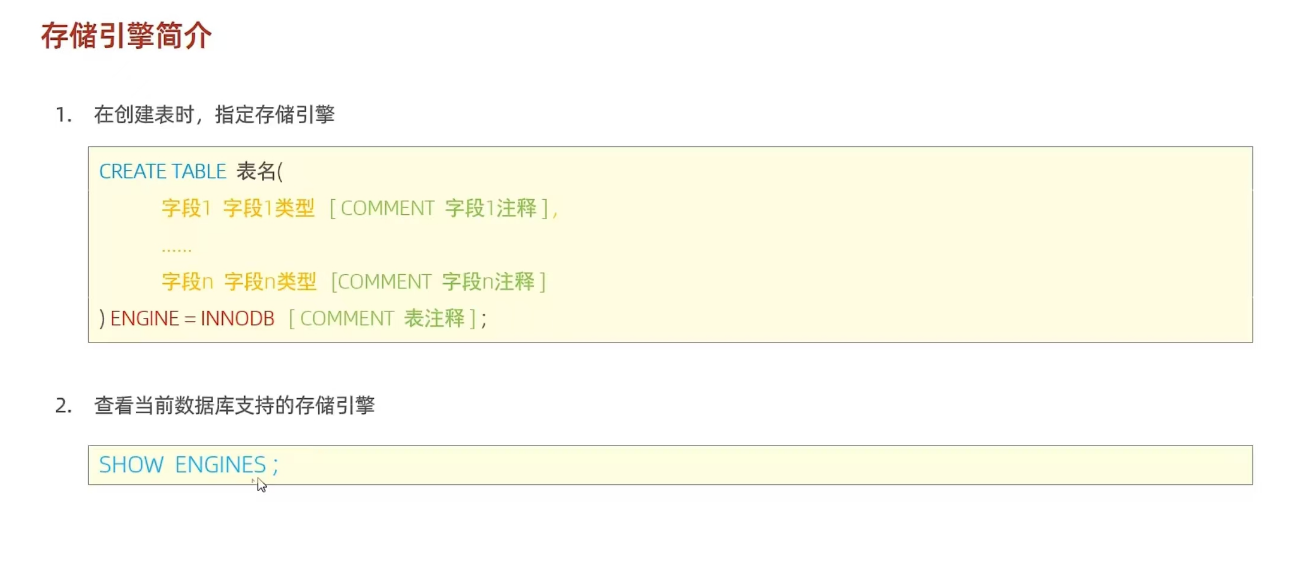 存储引擎简介
1. 在创建表时，指定存储引擎
CREATE TABLE 表名(
字段1 字段1类型 [ COMMENT 字段1注释 ] ,
......
字段n 字段n类型 [COMMENT 字段n注释 ]
) ENGINE = INNODB [ COMMENT 表注释 ] ;
2. 查看当前数据库支持的存储引擎
SHOW ENGINES ;